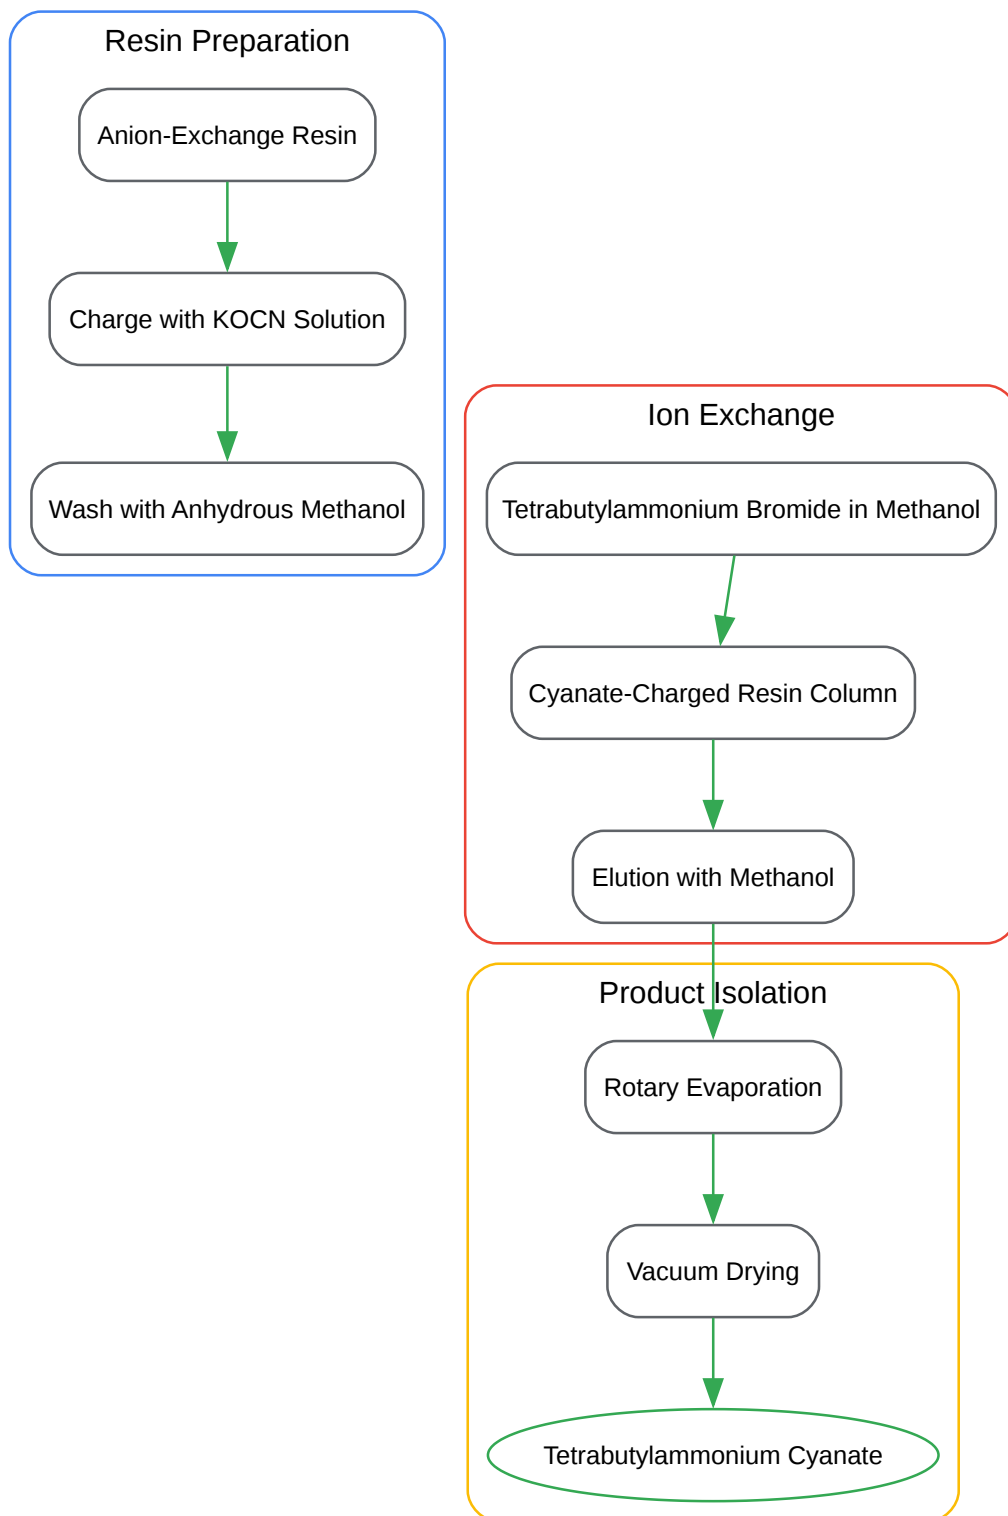 Resin Preparation
Anion-Exchange Resin
Charge with KOCN Solution
Wash with Anhydrous Methanol
Ion Exchange
Tetrabutylammonium Bromide in Methanol
Cyanate-Charged Resin Column
Elution with Methanol
Product Isolation
Rotary Evaporation
Vacuum Drying
Tetrabutylammonium Cyanate